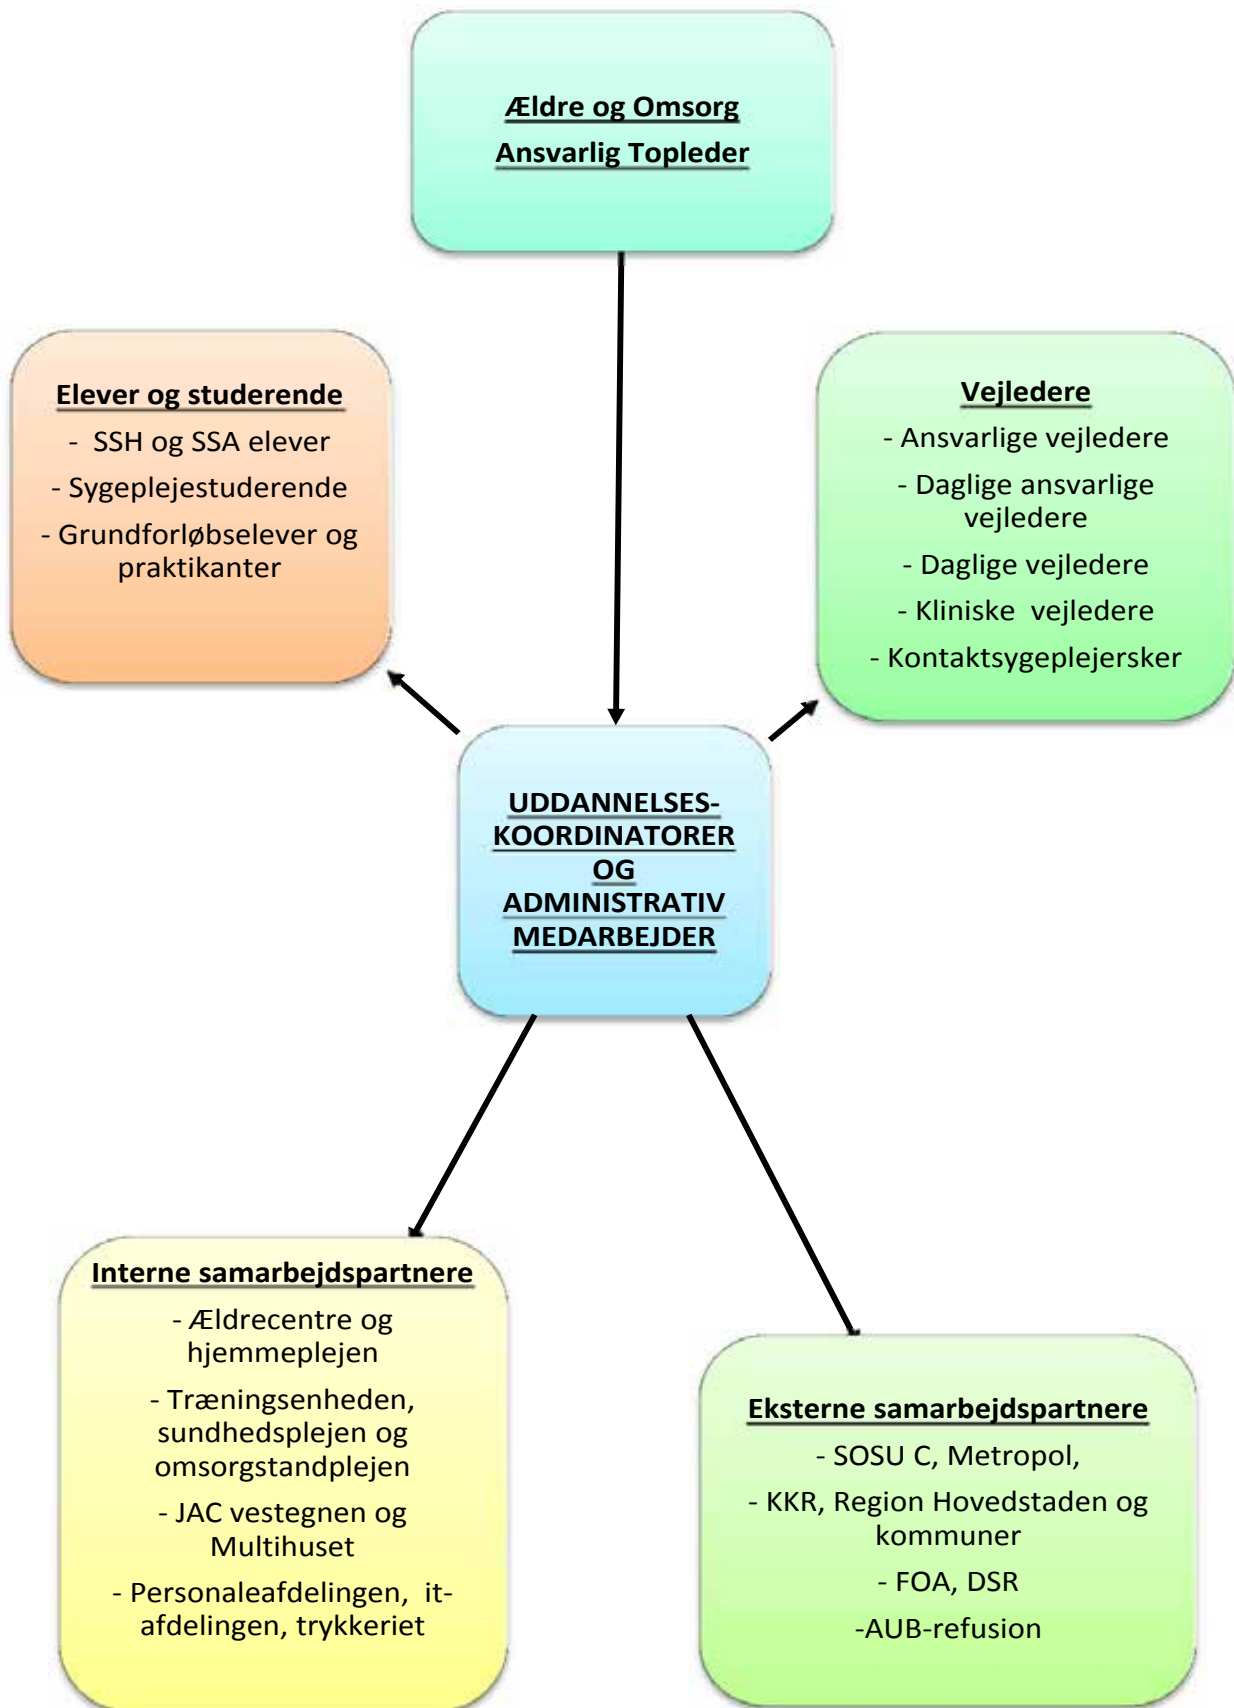 Ældre og Omsorg
Ansvarlig Topleder
Elever og studerende
- SSH og SSA elever
- Sygeplejestuderende
- Grundforløbselever og
praktikanter
Vejledere
- Ansvarlige vejledere
- Daglige ansvarlige
vejledere
- Daglige vejledere
- Kliniske vejledere
- Kontaktsygeplejersker
UDDANNELSES-
KOORDINATORER
OG
ADMINISTRATIV
MEDARBEJDER
Interne samarbejdspartnere
- Ældrecentre og
hjemmeplejen
- Træningsenheden,
sundhedsplejen og
omsorgstandplejen
- JAC vestegnen og
Multihuset
- Personaleafdelingen, it-
afdelingen, trykkeriet
Eksterne samarbejdspartnere
- SOSU C, Metropol,
- KKR, Region Hovedstaden og
kommuner
- FOA, DSR
-AUB-refusion